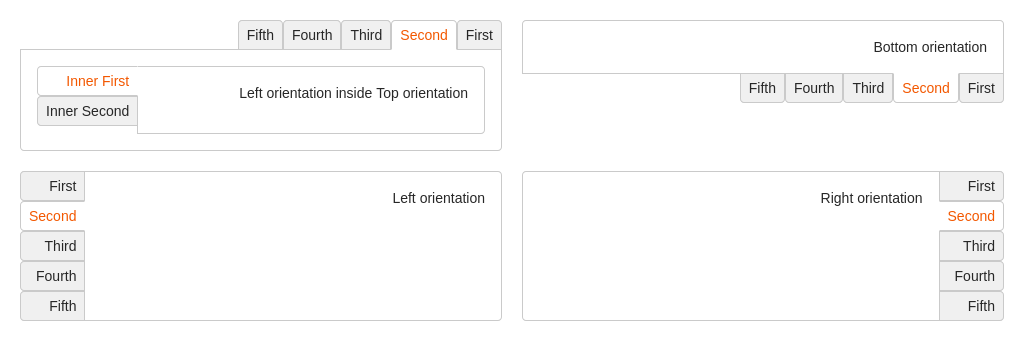 Fifth Fourth Third Second First
Inner First
Inner Second
Left orientation inside Top orientation
Bottom orientation
Fifth Fourth Third Second First
First
Second
Third
Fourth
Fifth
Left orientation
Right orientation
First
Second
Third
Fourth
Fifth